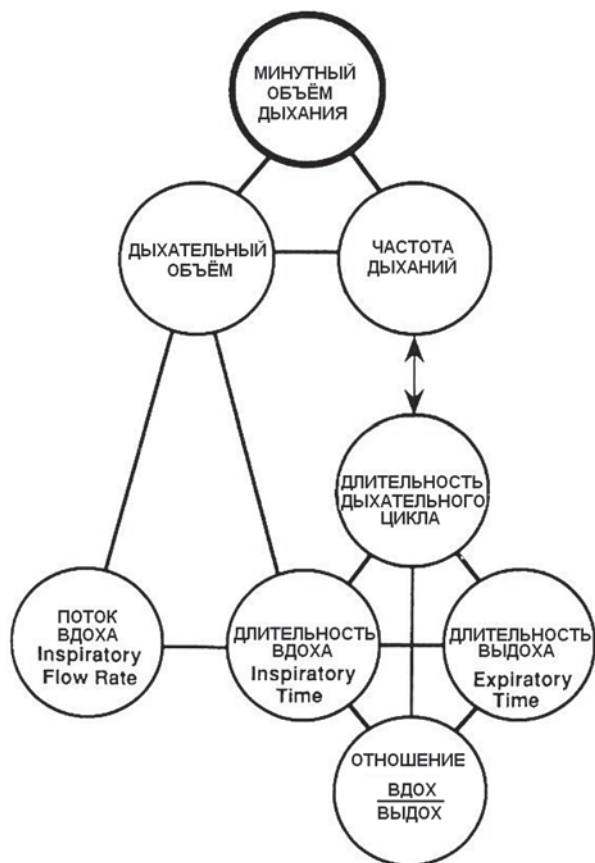 МИНУТНЫЙ
ОБЪЁМ
ДЫХАНИЯ
ДЫХАТЕЛЬНЫЙ
ОБЪЁМ
ЧАСТОТА
ДЫХАНИЙ
ДЛИТЕЛЬНОСТЬ
ДЫХАТЕЛЬНОГО
ЦИКЛА
ПОТОК
ВДОХА
Inspiratory
Flow Rate
ДЛИТЕЛЬНОСТЬ
ВДОХА
Inspiratory
Time
ДЛИТЕЛЬНОСТЬ
ВЫДОХА
Expiratory
Time
ОТНОШЕНИЕ
ВДОХ
ВЫДОХ